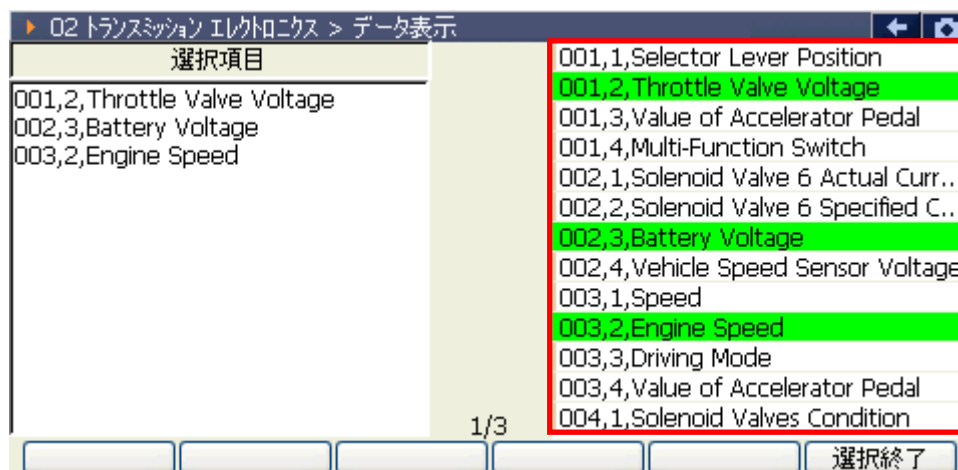 02 トランスミッション エレクトロニクス > データ表示
選択項目
001,2,Throttle Valve Voltage
002,3,Battery Voltage
003,2,Engine Speed
001,1,Selector Lever Position
001,2,Throttle Valve Voltage
001,3,Value of Accelerator Pedal
001,4,Multi-Function Switch
002,1,Solenoid Valve 6 Actual Curr..
002,2,Solenoid Valve 6 Specified C..
002,3,Battery Voltage
002,4,Vehicle Speed Sensor Voltage
003,1,Speed
003,2,Engine Speed
003,3,Driving Mode
003,4,Value of Accelerator Pedal
004,1,Solenoid Valves Condition
1/3
選択終了